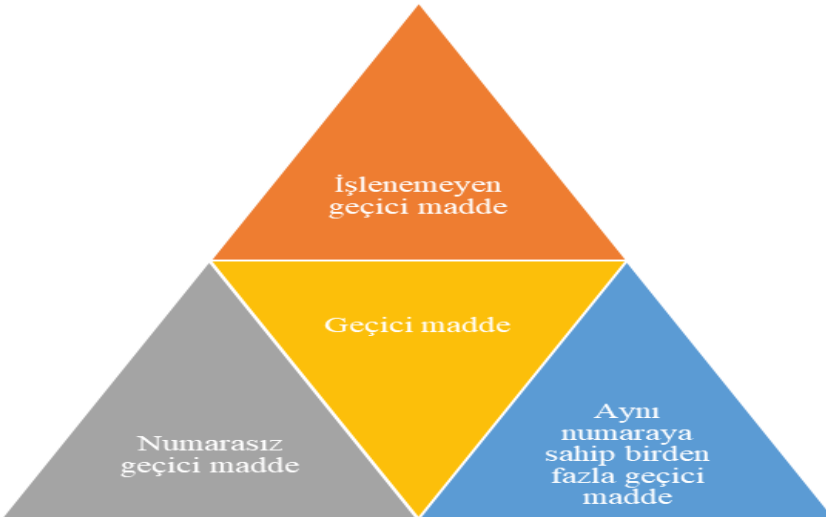 İşlenemeyen
geçici madde
Geçici madde
Numarasız
geçici madde
Aynı
numaraya
sahip birden
fazla geçici
madde